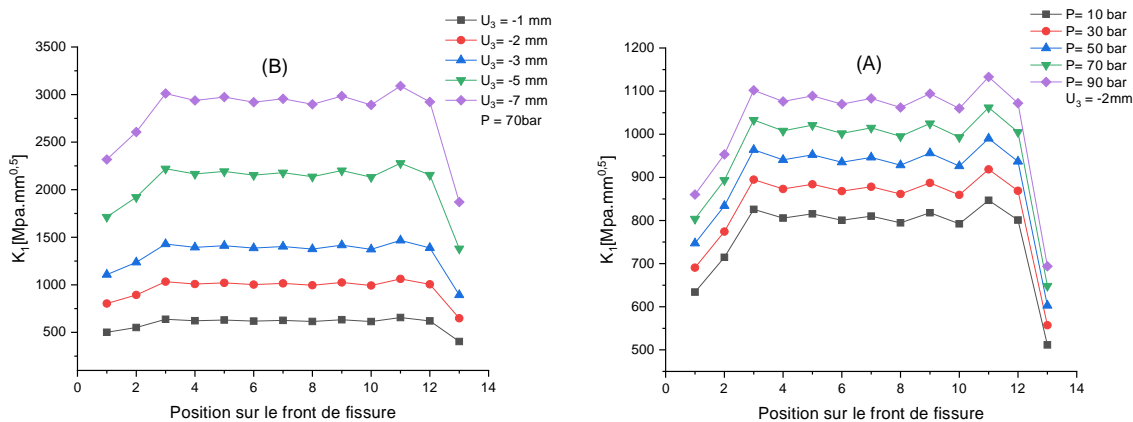 (B)
U₃= -1 mm
U₃= -2 mm
U₃= -3 mm
U₃= -5 mm
U₃= -7 mm
P = 70bar
3500
3000
2500
2000
1500
1000
500
K₁[Mpa.mm^0,5]
0 2 4 6 8 10 12 14
Position sur le front de fissure
(A)
P= 10 bar
P= 30 bar
P= 50 bar
P= 70 bar
P= 90 bar
U₃ = -2mm
1200
1100
1000
900
800
700
600
500
K₁[Mpa.mm^0,5]
0 2 4 6 8 10 12 14
Position sur le front de fissure